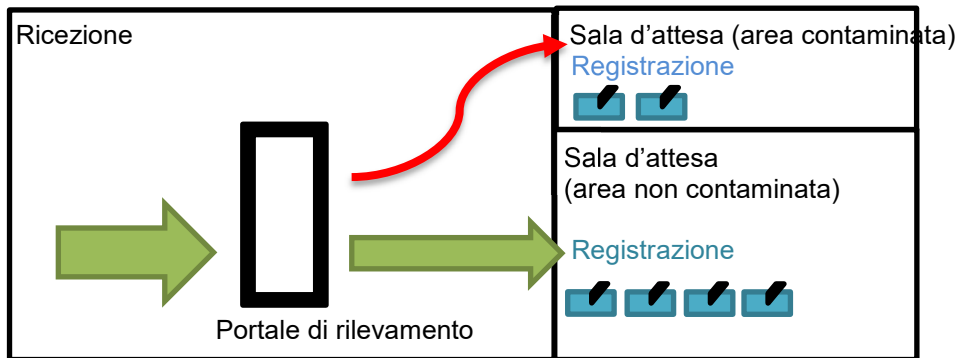 Ricezione
Sala d’attesa (area contaminata)
Registrazione
Sala d’attesa
(area non contaminata)
Registrazione
Portale di rilevamento